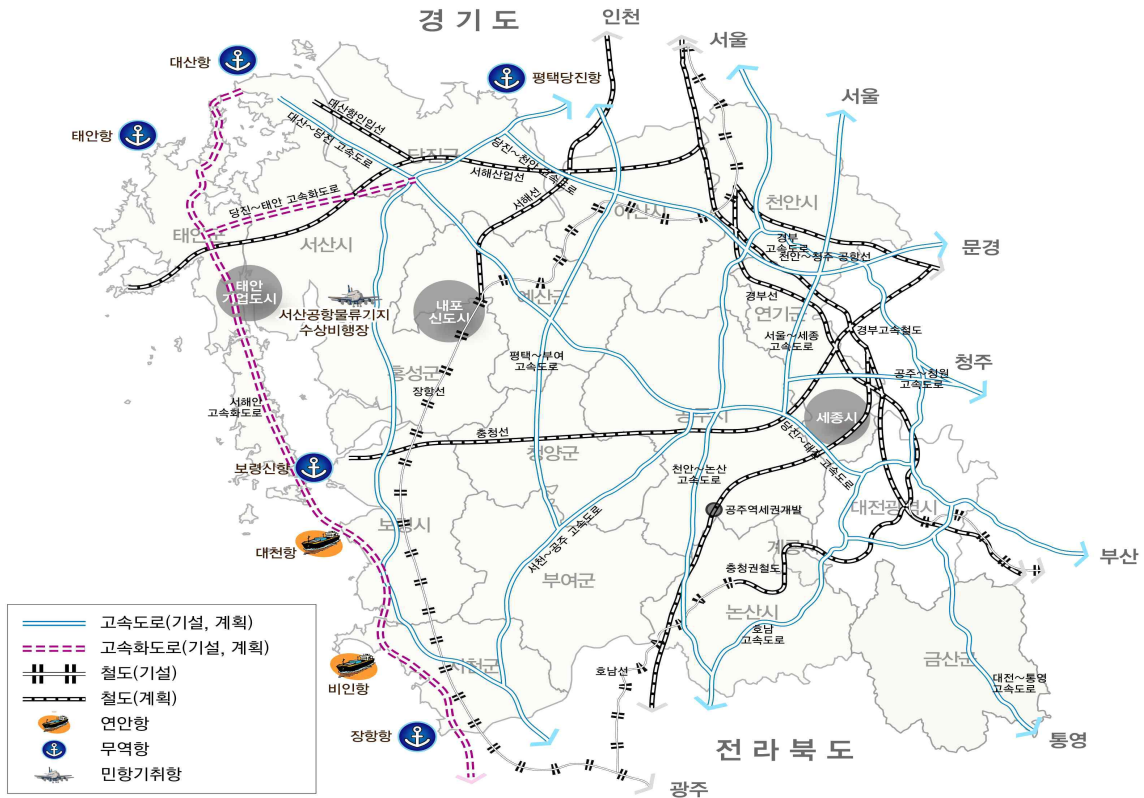 경기도
인천
서울
서울
대산항
평택당진항
태안항
대산항인입선
대산~당진 고속도로
당진군
당진~천안 고속도로
서해산업선
서해선
당진~태안 고속화도로
아산시
천안시
태안군
서산시
경부
고속도로
천안~청주 공항선
문경
태안
기업도시
내포
신도시
예산군
서산공항물류기지
수상비행장
경부선
연기군
서울~세종
고속도로
경부고속철도
평택~부여
고속도로
청주
공주~청원
고속도로
홍성군
장항선
서해안
고속화도로
공주시
세종시
충청선
청양군
당진~대전 고속도로
보령신항
천안~논산
고속도로
공주역세권개발
대전광역시
보령시
대천항
서천~공주 고속도로
계룡시
부산
충청권철도
부여군
논산시
호남
고속도로
금산군
비인항
서천군
호남선
대전~통영
고속도로
장항항
전라북도
통영
광주
고속도로(기설, 계획)
고속화도로(기설, 계획)
철도(기설)
철도(계획)
연안항
무역항
민항기취항